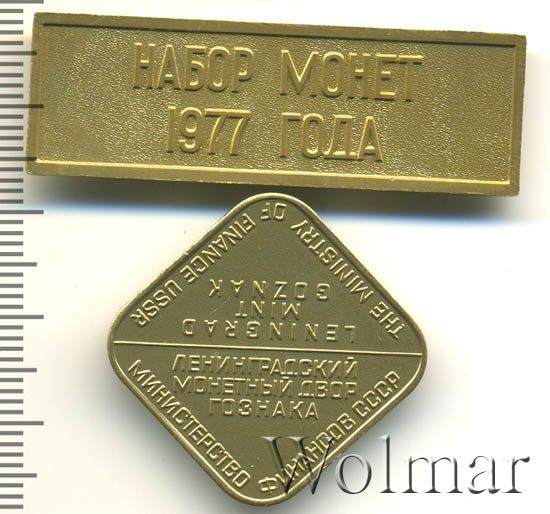 НАБОР МОНЕТ
1977 ГОДА
THE MINISTRY OF FINANCE USSR
LENINGRAD
MINT
GOZNAK
ЛЕНИНГРАДСКИЙ
МОНЕТНЫЙ ДВОР
ГОЗНАКА
МИНИСТЕРСТВО ФИНАНСОВ СССР
Wolmar